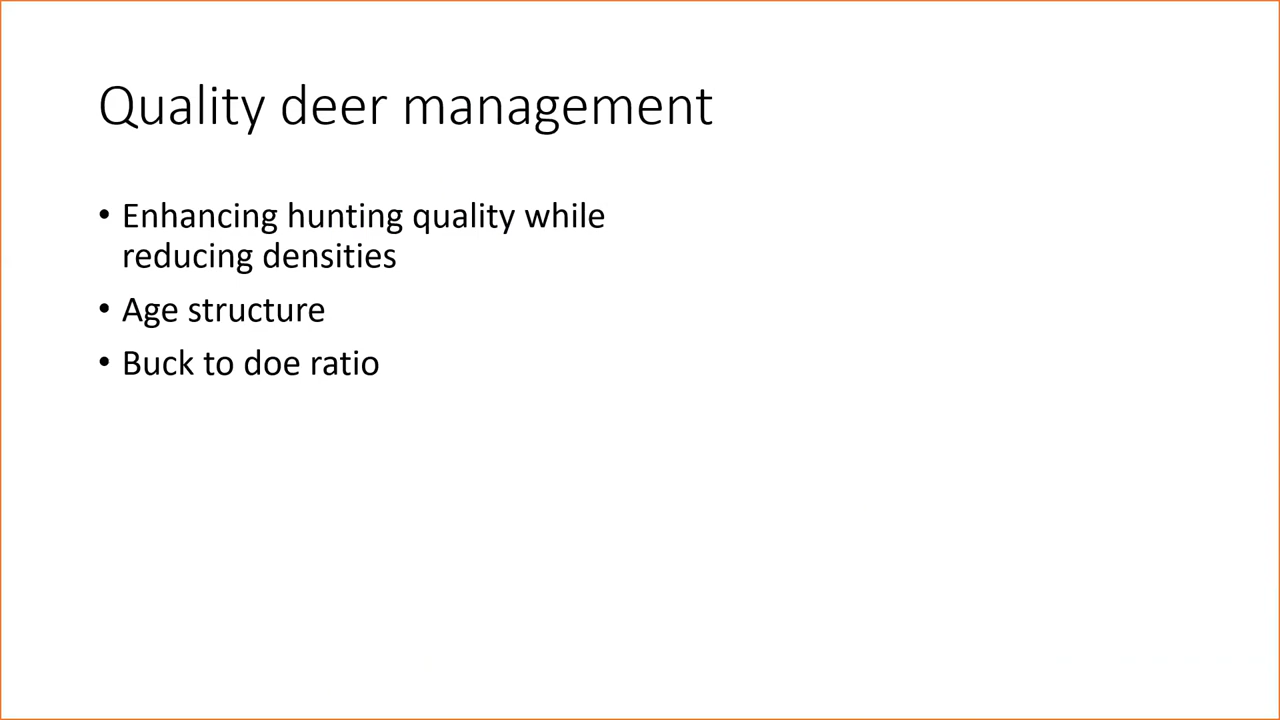 Quality deer management
• Enhancing hunting quality while
reducing densities
• Age structure
• Buck to doe ratio